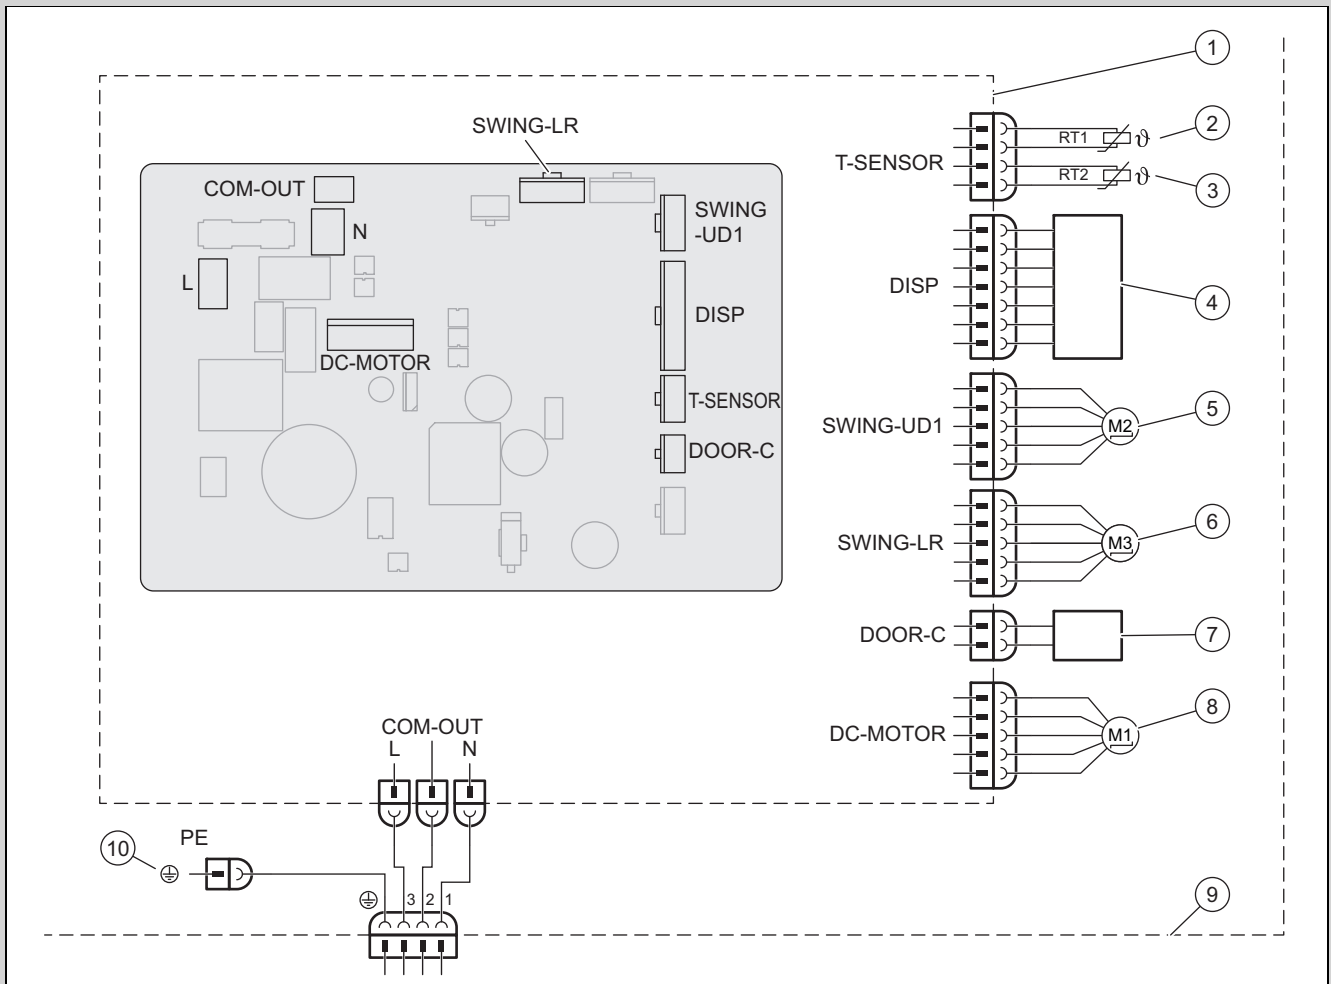 1
SWING-LR
2
RT1 ϑ
T-SENSOR
RT2 ϑ
3
COM-OUT
N
SWING
-UD1
L
DISP
4
DISP
DC-MOTOR
T-SENSOR
5
SWING-UD1
M2
DOOR-C
6
SWING-LR
M3
DOOR-C
7
8
DC-MOTOR
M1
COM-OUT
L N
PE
10
3 2 1
9